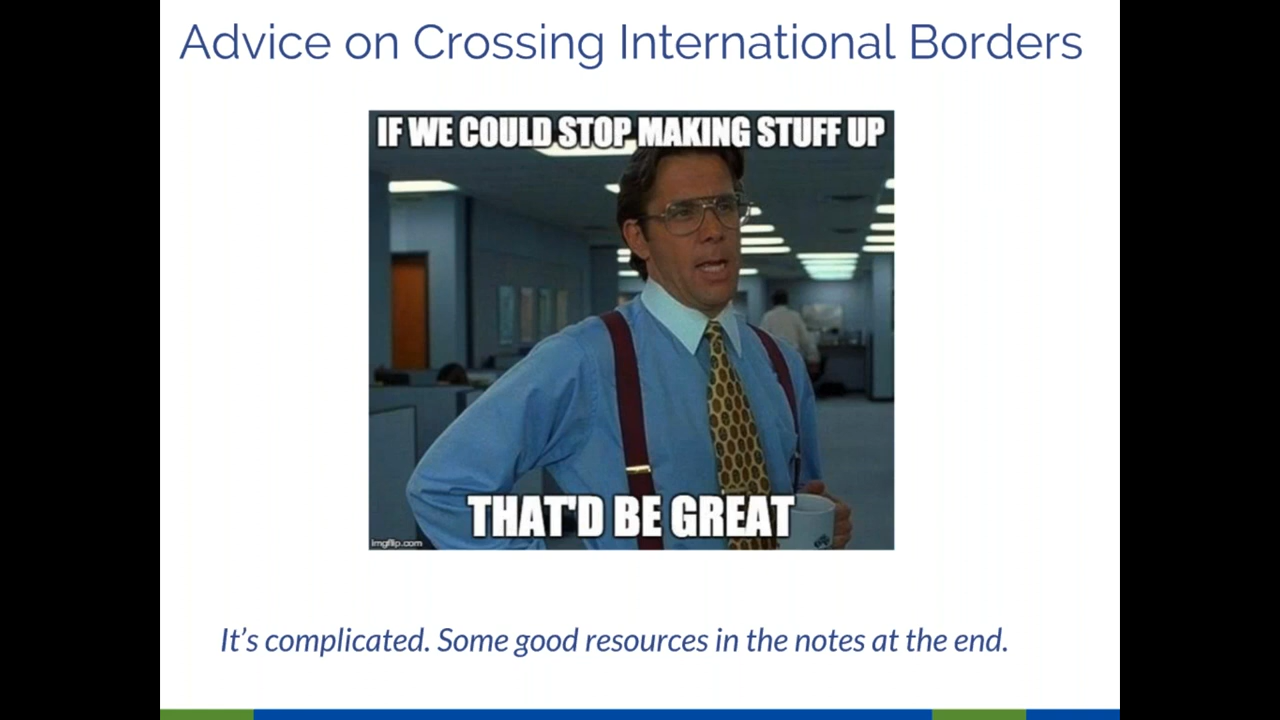 Advice on Crossing International Borders
IF WE COULD STOP MAKING STUFF UP
THAT'D BE GREAT
imgflip.com
It's complicated. Some good resources in the notes at the end.